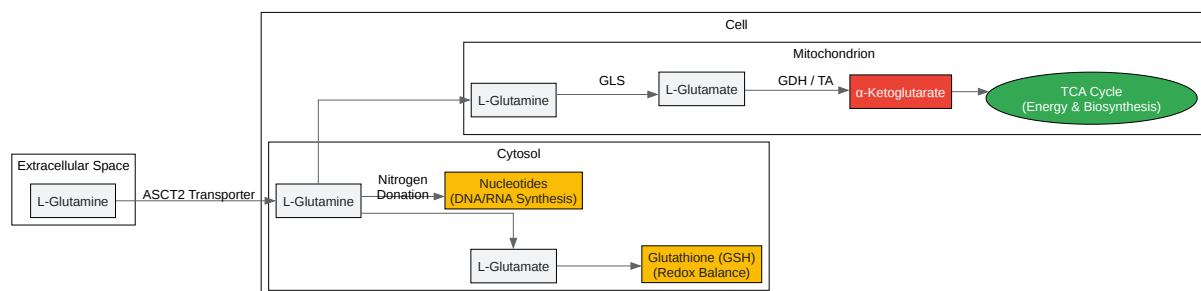 Cell
Mitochondrion
GLS
GDH / TA
L-Glutamine
L-Glutamate
α-Ketoglutarate
TCA Cycle
(Energy & Biosynthesis)
Cytosol
Extracellular Space
L-Glutamine
ASCT2 Transporter
L-Glutamine
Nitrogen
Donation
Nucleotides
(DNA/RNA Synthesis)
L-Glutamate
Glutathione (GSH)
(Redox Balance)